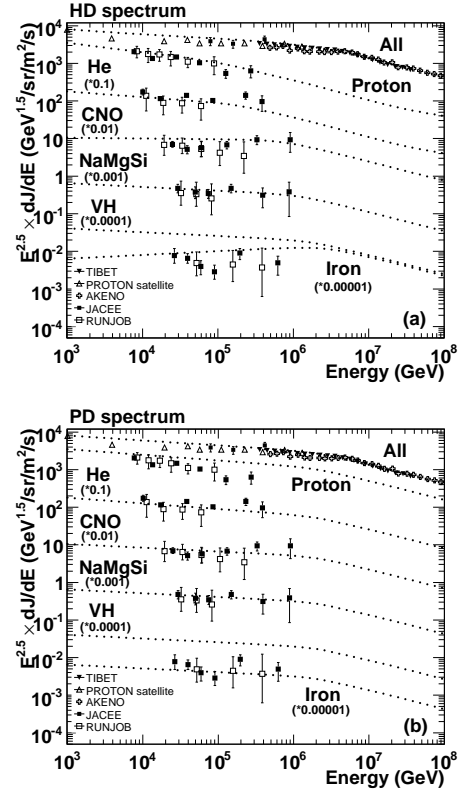 HD spectrum
E^2.5 × dJ/dE (GeV^1.5/sr/m^2/s)
10^4
10^3
10^2
10
1
10^-1
10^-2
10^-3
10^-4
All
Proton
He
(*0.1)
CNO
(*0.01)
NaMgSi
(*0.001)
VH
(*0.0001)
Iron
(*0.00001)
TIBET
PROTON satellite
AKENO
JACEE
RUNJOB
(a)
10^3 10^4 10^5 10^6 10^7 10^8
Energy (GeV)
PD spectrum
E^2.5 × dJ/dE (GeV^1.5/sr/m^2/s)
10^4
10^3
10^2
10
1
10^-1
10^-2
10^-3
10^-4
All
Proton
He
(*0.1)
CNO
(*0.01)
NaMgSi
(*0.001)
VH
(*0.0001)
Iron
(*0.00001)
TIBET
PROTON satellite
AKENO
JACEE
RUNJOB
(b)
10^3 10^4 10^5 10^6 10^7 10^8
Energy (GeV)